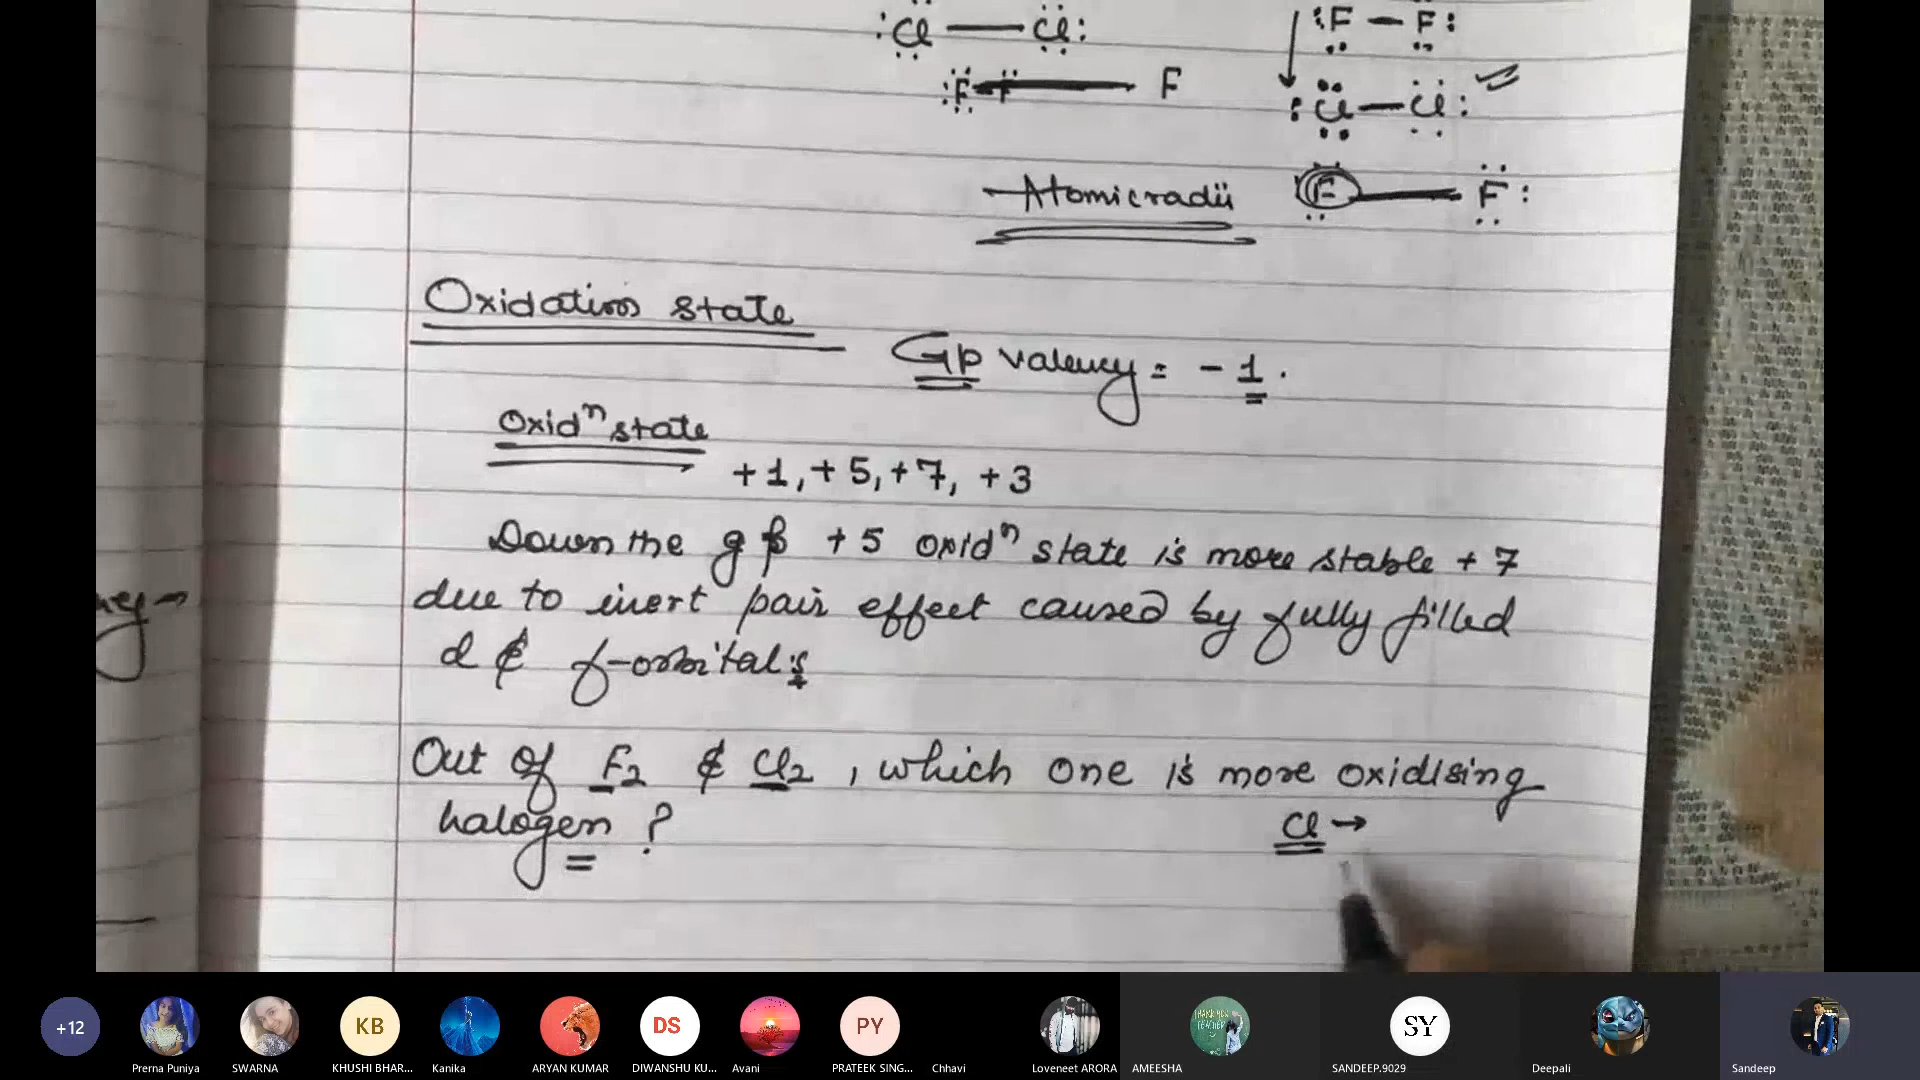 :Cl — Cl:
:F — F:
:F F — F
:Cl — Cl:
Atomic radii
F — F:
Oxidation state
Gp valency = -1.
Oxidⁿ state
+1, +5, +7, +3
Down the gp +5 oxidⁿ state is more stable +7
due to inert pair effect caused by fully filled
d & f-orbitals
Out of F₂ & Cl₂, which one is more oxidising
halogen ?
Cl →
+12
KB
DS
PY
SY
Prerna Puniya
SWARNA
KHUSHI BHAR...
Kanika
ARYAN KUMAR
DIWANSHU KU...
Avani
PRATEEK SING...
Chhavi
Loveneet ARORA
AMEESHA
SANDEEP.9029
Deepali
Sandeep